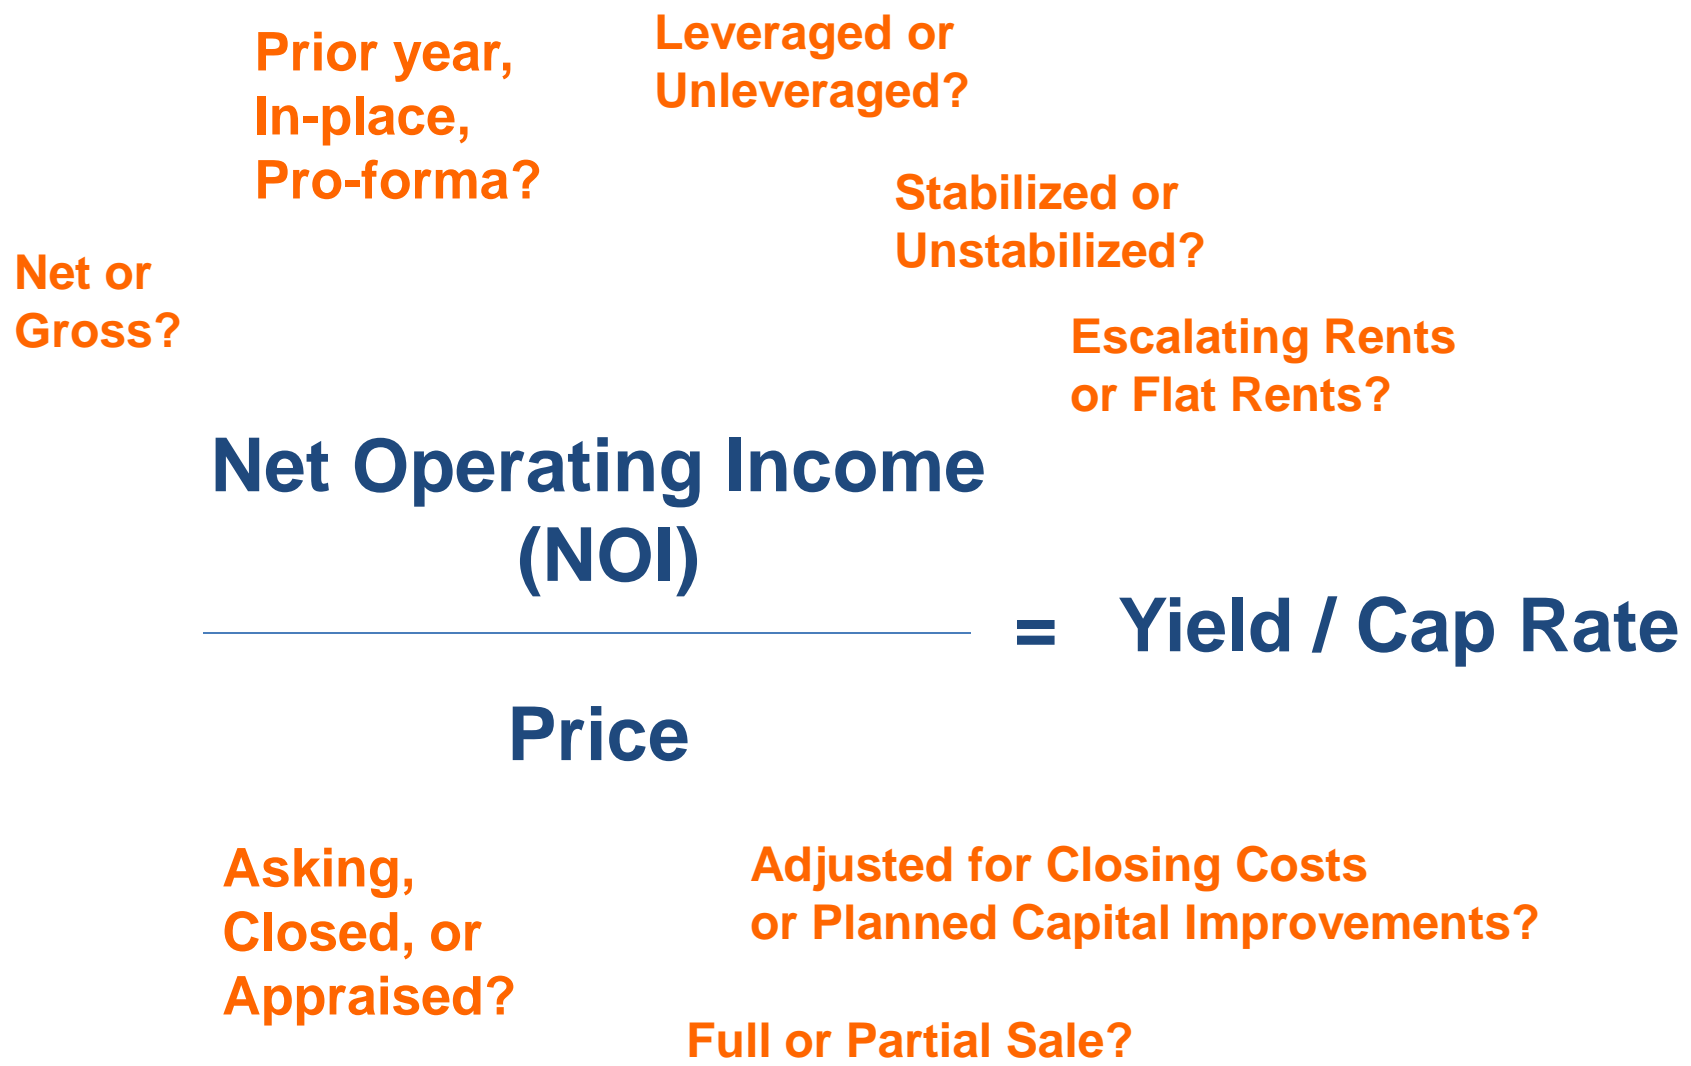 Prior year,
In-place,
Pro-forma?
Leveraged or
Unleveraged?
Stabilized or
Unstabilized?
Net or
Gross?
Escalating Rents
or Flat Rents?
Net Operating Income
(NOI)
= Yield / Cap Rate
Price
Asking,
Closed, or
Appraised?
Adjusted for Closing Costs
or Planned Capital Improvements?
Full or Partial Sale?